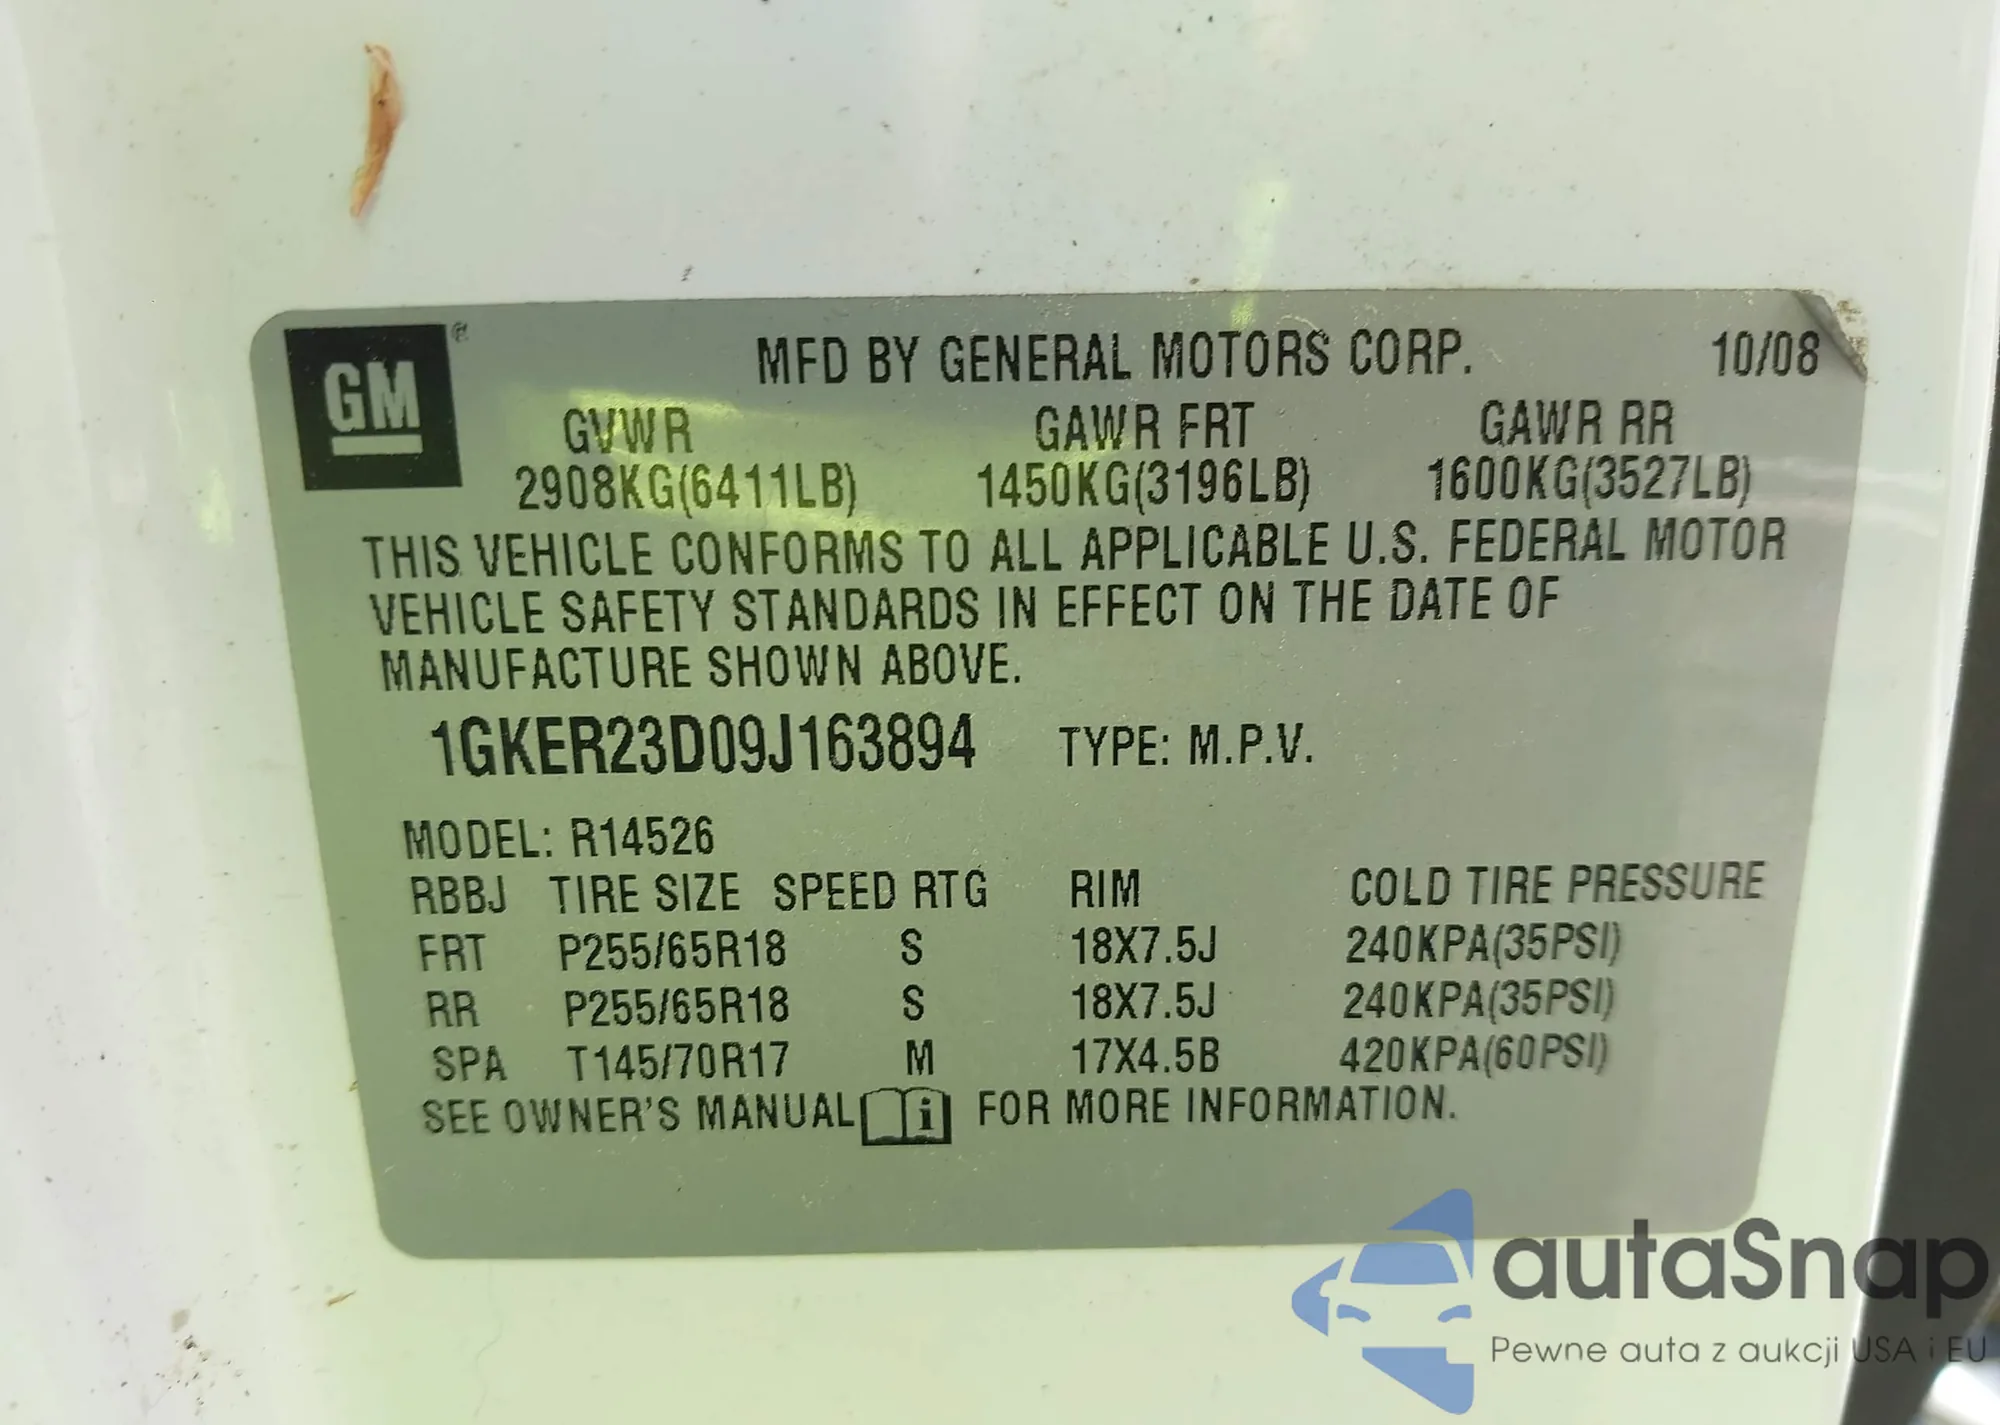 GM ®
MFD BY GENERAL MOTORS CORP. 10/08
GVWR GAWR FRT GAWR RR
2908KG(6411LB) 1450KG(3196LB) 1600KG(3527LB)
THIS VEHICLE CONFORMS TO ALL APPLICABLE U.S. FEDERAL MOTOR
VEHICLE SAFETY STANDARDS IN EFFECT ON THE DATE OF
MANUFACTURE SHOWN ABOVE.
1GKER23D09J163894 TYPE: M.P.V.
MODEL: R14526
RBBJ TIRE SIZE SPEED RTG RIM COLD TIRE PRESSURE
FRT P255/65R18 S 18X7.5J 240KPA(35PSI)
RR P255/65R18 S 18X7.5J 240KPA(35PSI)
SPA T145/70R17 M 17X4.5B 420KPA(60PSI)
SEE OWNER'S MANUAL i FOR MORE INFORMATION.
autaSnap
Pewne auta z aukcji USA i EU